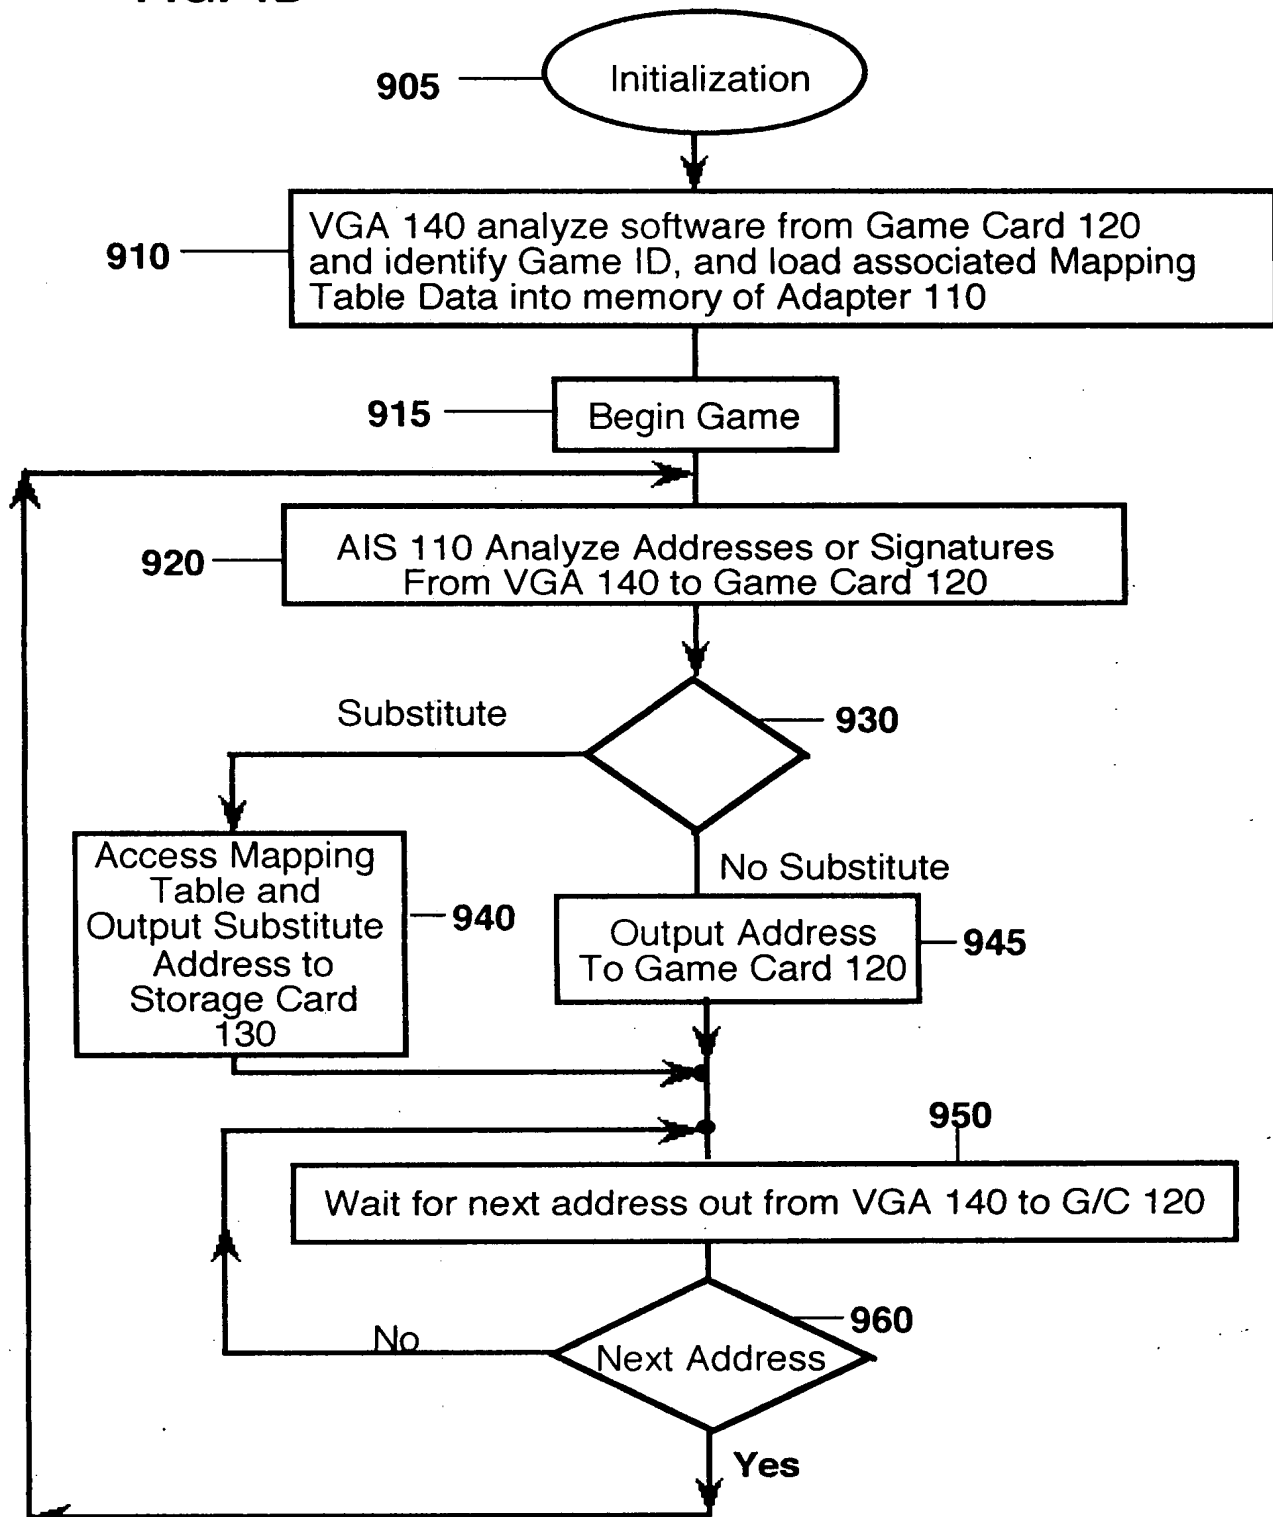 905
Initialization
910
VGA 140 analyze software from Game Card 120
and identify Game ID, and load associated Mapping
Table Data into memory of Adapter 110
915
Begin Game
920
AIS 110 Analyze Addresses or Signatures
From VGA 140 to Game Card 120
Substitute
930
Access Mapping
Table and
Output Substitute
Address to
Storage Card
130
940
No Substitute
Output Address
To Game Card 120
945
950
Wait for next address out from VGA 140 to G/C 120
960
No
Next Address
Yes